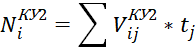 N_i^{КУ2} = ∑ V_{ij}^{КУ2} * t_j